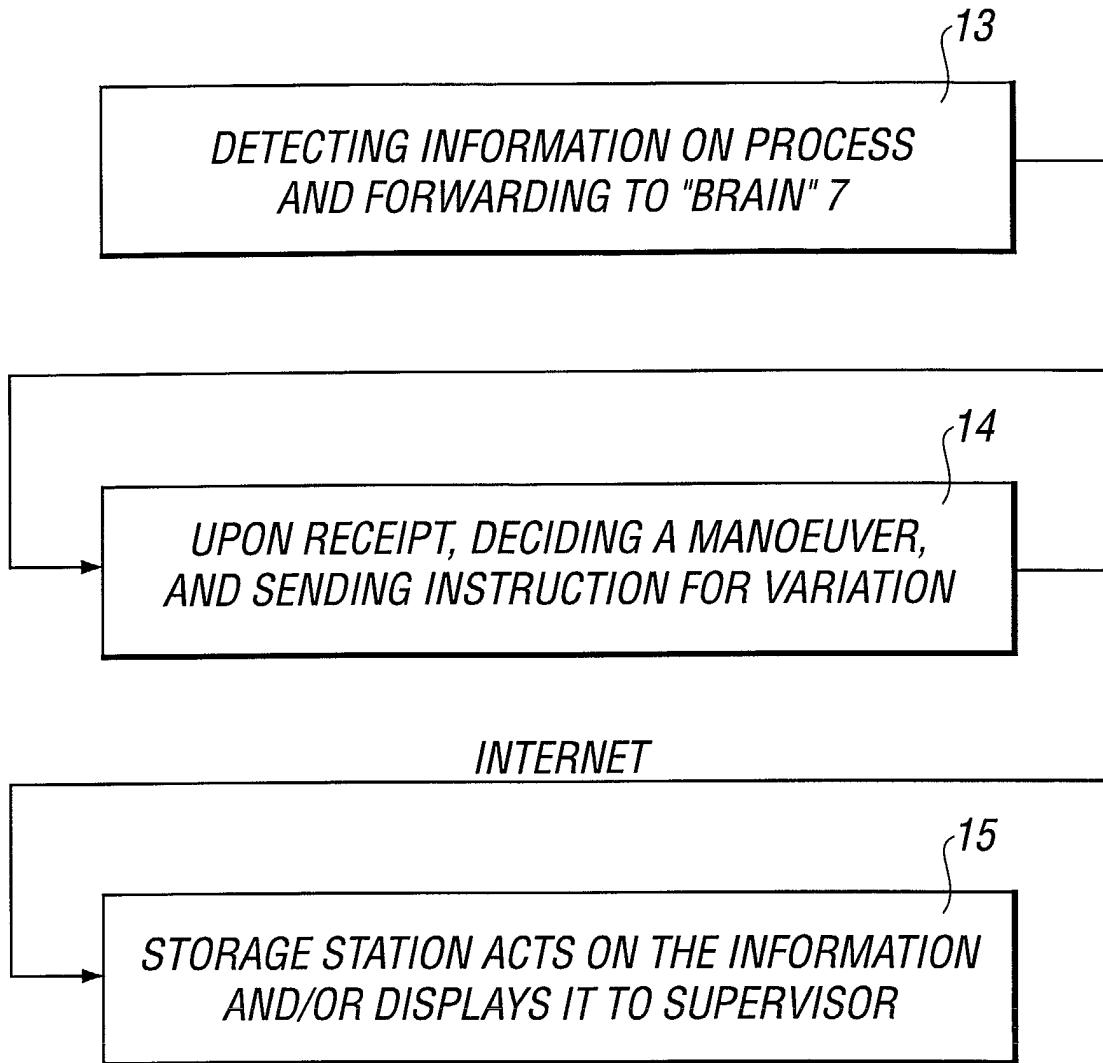 13
DETECTING INFORMATION ON PROCESS
AND FORWARDING TO "BRAIN" 7
14
UPON RECEIPT, DECIDING A MANOEUVER,
AND SENDING INSTRUCTION FOR VARIATION
INTERNET
15
STORAGE STATION ACTS ON THE INFORMATION
AND/OR DISPLAYS IT TO SUPERVISOR